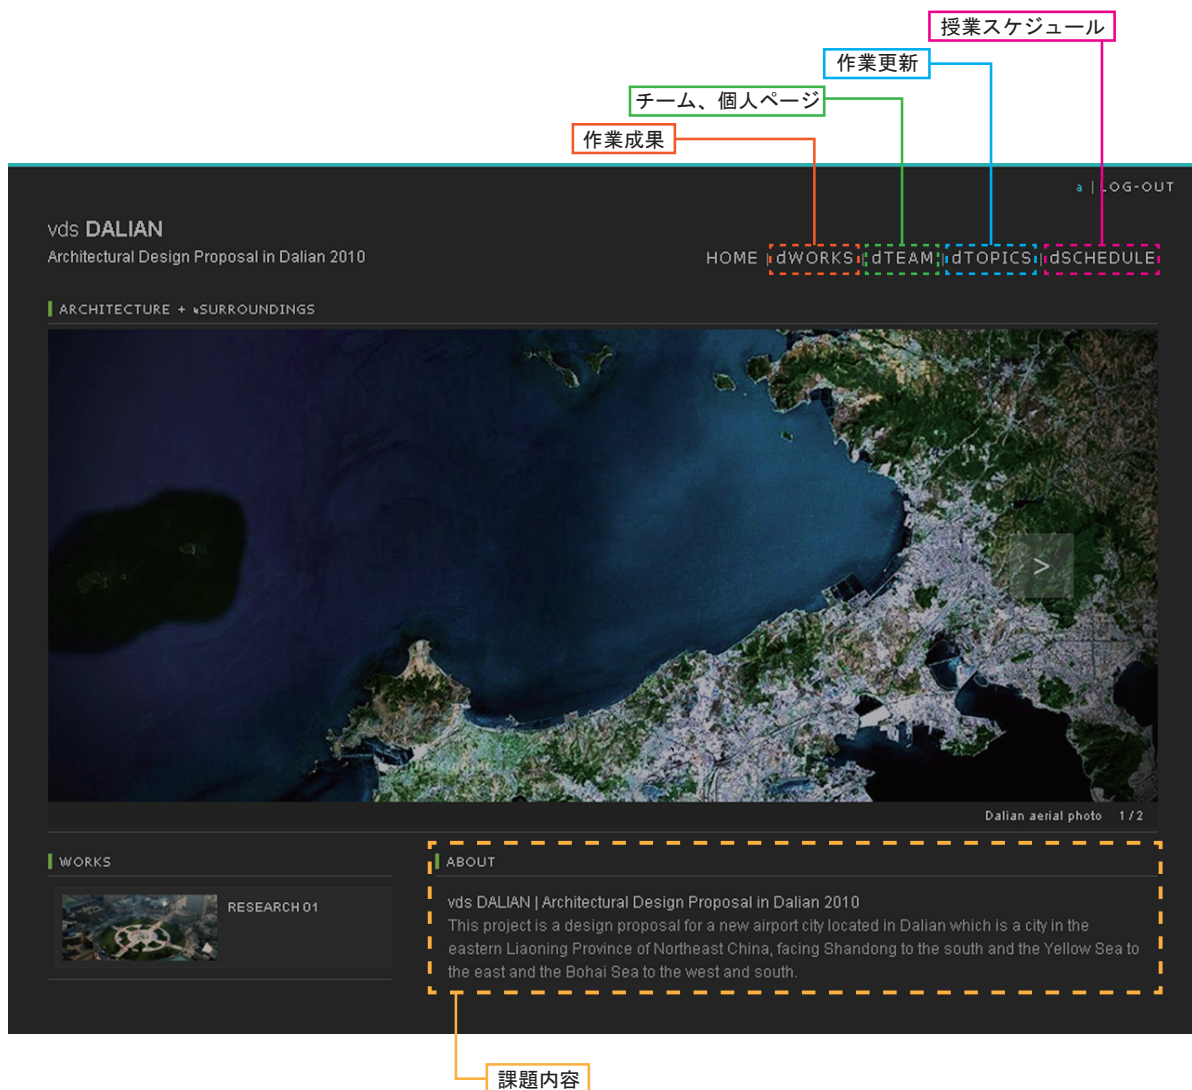 授業スケジュール
作業更新
チーム、個人ページ
作業成果
a | LOG-OUT
vds DALIAN
Architectural Design Proposal in Dalian 2010
HOME | dWORKS | dTEAM | dTOPICS | dSCHEDULE
ARCHITECTURE + sSURROUNDINGS
>
Dalian aerial photo 1 / 2
WORKS
RESEARCH 01
ABOUT
vds DALIAN | Architectural Design Proposal in Dalian 2010
This project is a design proposal for a new airport city located in Dalian which is a city in the
eastern Liaoning Province of Northeast China, facing Shandong to the south and the Yellow Sea to
the east and the Bohai Sea to the west and south.
課題内容